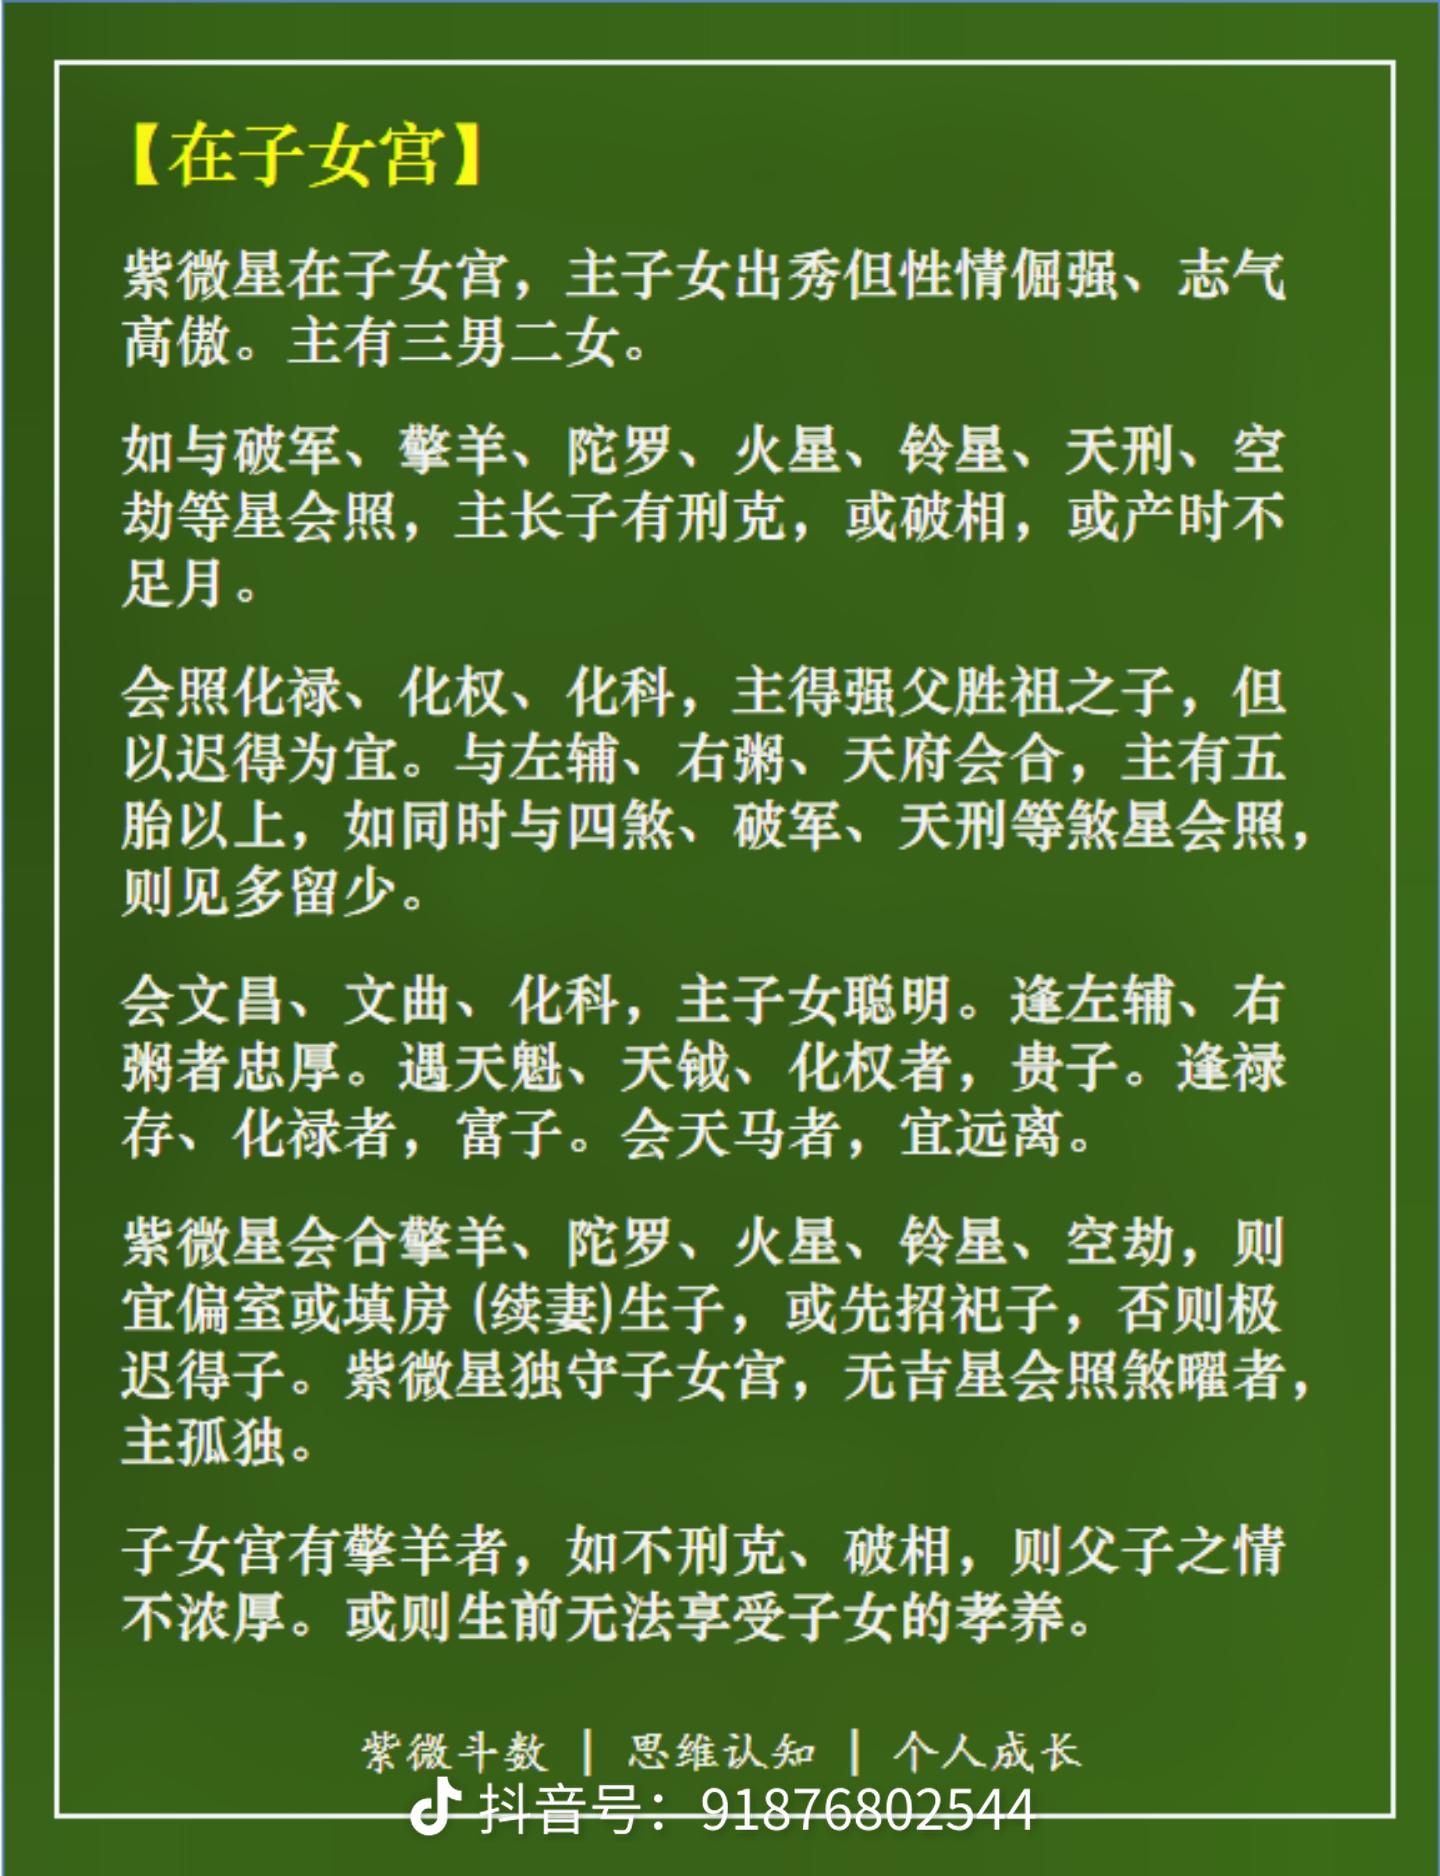 【在子女宫】
紫微星在子女宫，主子女出秀但性情倔强、志气
高傲。主有三男二女。
如与破军、擎羊、陀罗、火星、铃星、天刑、空
劫等星会照，主长子有刑克，或破相，或产时不
足月。
会照化禄、化权、化科，主得强父胜祖之子，但
以迟得为宜。与左辅、右粥、天府会合，主有五
胎以上，如同时与四煞、破军、天刑等煞星会照，
则见多留少。
会文昌、文曲、化科，主子女聪明。逢左辅、右
粥者忠厚。遇天魁、天钺、化权者，贵子。逢禄
存、化禄者，富子。会天马者，宜远离。
紫微星会合擎羊、陀罗、火星、铃星、空劫，则
宜偏室或填房 (续妻)生子，或先招祀子，否则极
迟得子。紫微星独守子女宫，无吉星会照煞曜者，
主孤独。
子女宫有擎羊者，如不刑克、破相，则父子之情
不浓厚。或则生前无法享受子女的孝养。
紫微斗数 | 思维认知 | 个人成长
抖音号：91876802544